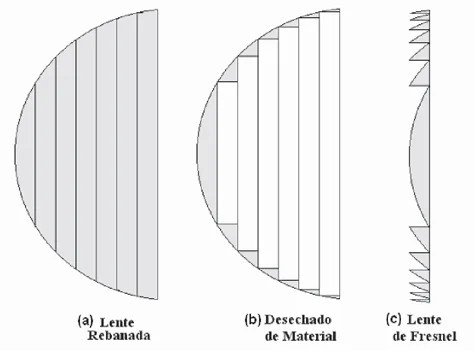 (a) Lente
Rebanada
(b) Desechado
de Material
(c) Lente
de Fresnel